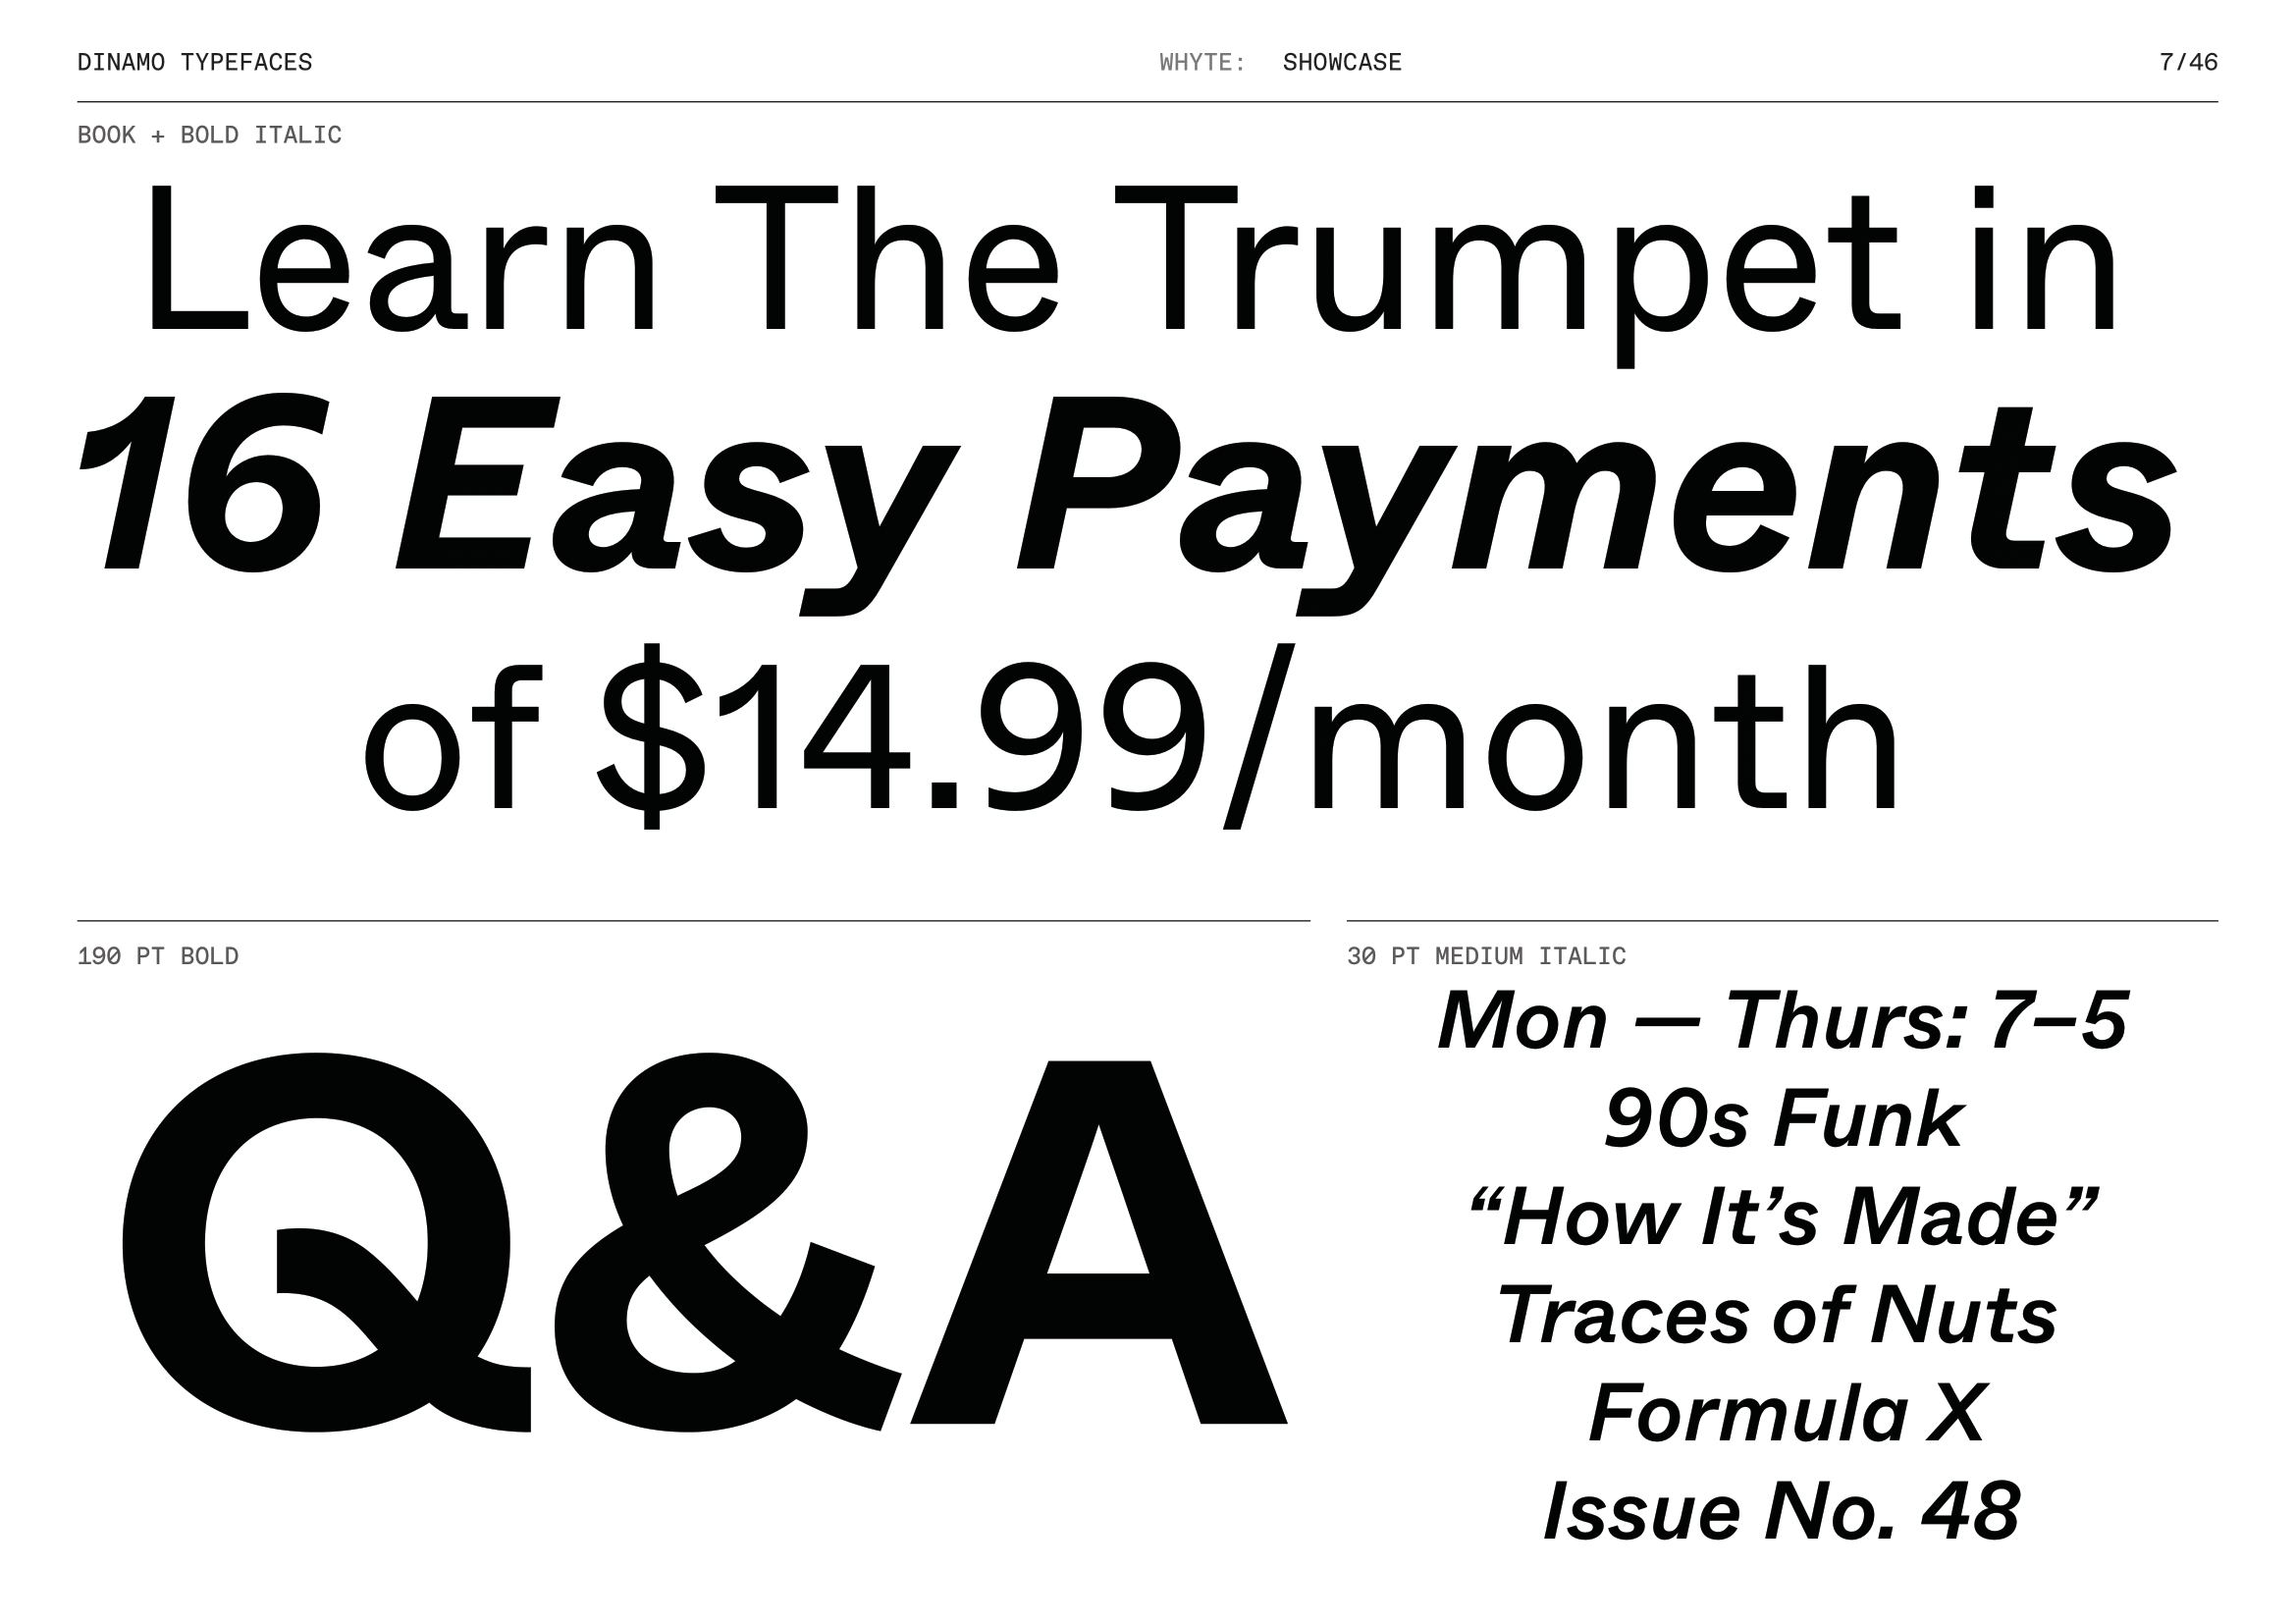 DINAMO TYPEFACES WHYTE: SHOWCASE 7/46
BOOK + BOLD ITALIC
Learn The Trumpet in
16 Easy Payments
of $14.99/month
190 PT BOLD
Q&A
30 PT MEDIUM ITALIC
Mon — Thurs: 7–5
90s Funk
“How It’s Made”
Traces of Nuts
Formula X
Issue No. 48